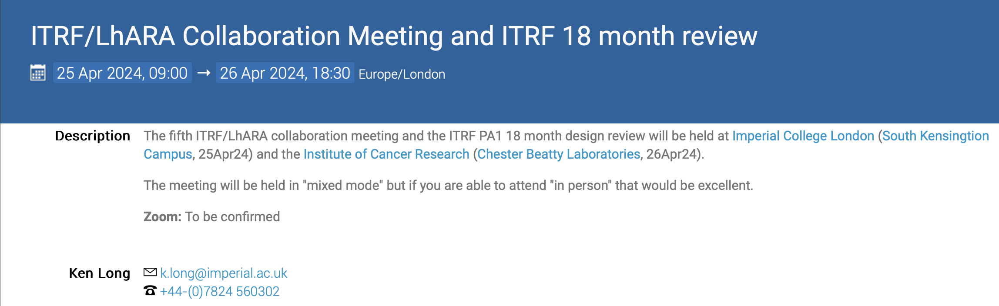 ITRF/LhARA Collaboration Meeting and ITRF 18 month review
25 Apr 2024, 09:00 → 26 Apr 2024, 18:30 Europe/London
Description The fifth ITRF/LhARA collaboration meeting and the ITRF PA1 18 month design review will be held at Imperial College London (South Kensingtion
Campus, 25Apr24) and the Institute of Cancer Research (Chester Beatty Laboratories, 26Apr24).
The meeting will be held in "mixed mode" but if you are able to attend "in person" that would be excellent.
Zoom: To be confirmed
Ken Long k.long@imperial.ac.uk
+44-(0)7824 560302